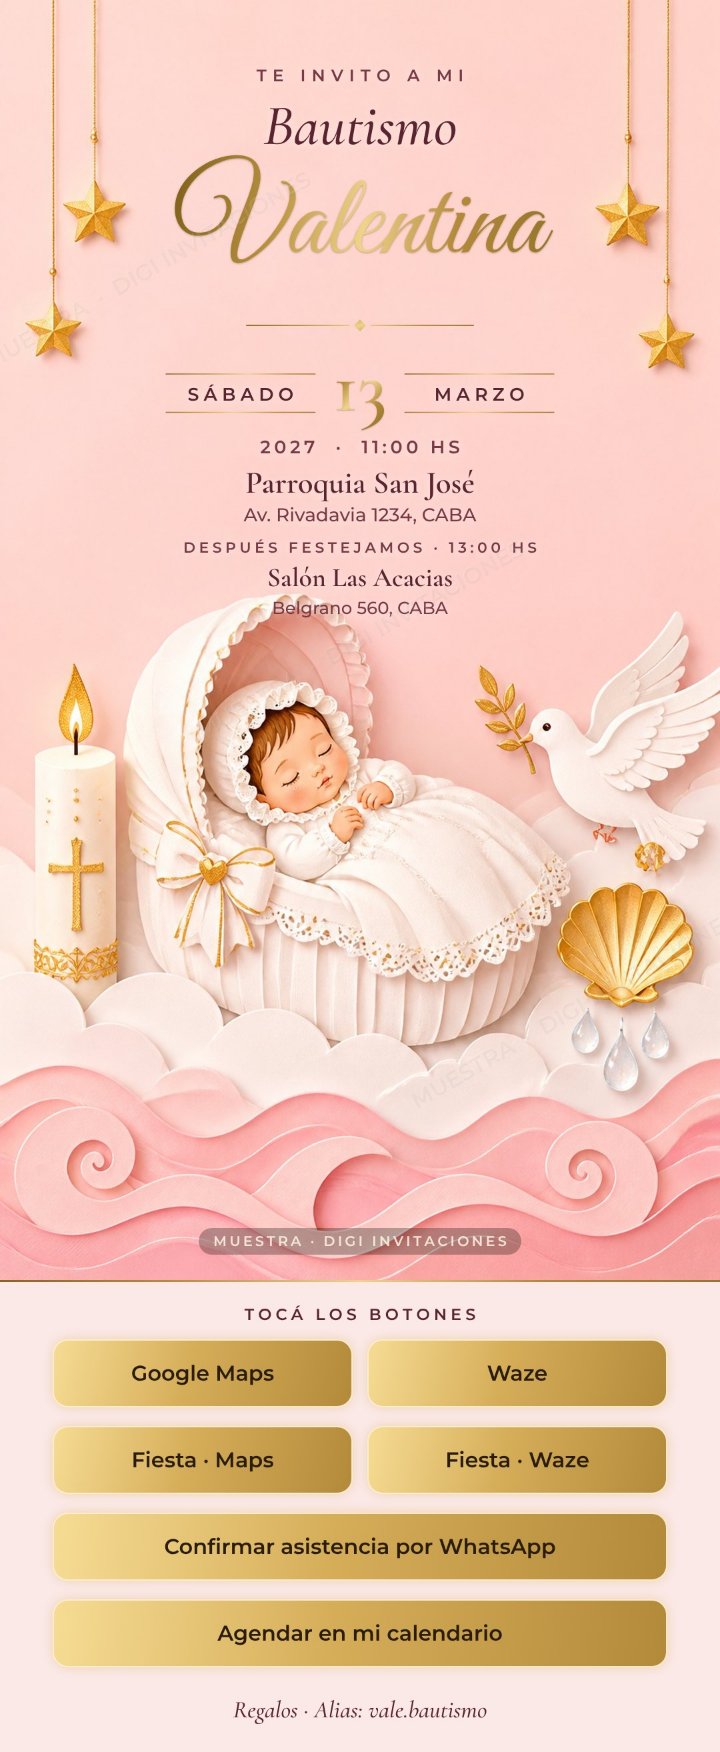 TE INVITO A MI
Bautismo
Valentina
SÁBADO 13 MARZO
2027 · 11:00 HS
Parroquia San José
Av. Rivadavia 1234, CABA
DESPUÉS FESTEJAMOS · 13:00 HS
Salón Las Acacias
Belgrano 560, CABA
MUESTRA · DIGI INVITACIONES
TOCÁ LOS BOTONES
Google Maps
Waze
Fiesta · Maps
Fiesta · Waze
Confirmar asistencia por WhatsApp
Agendar en mi calendario
Regalos · Alias: vale.bautismo